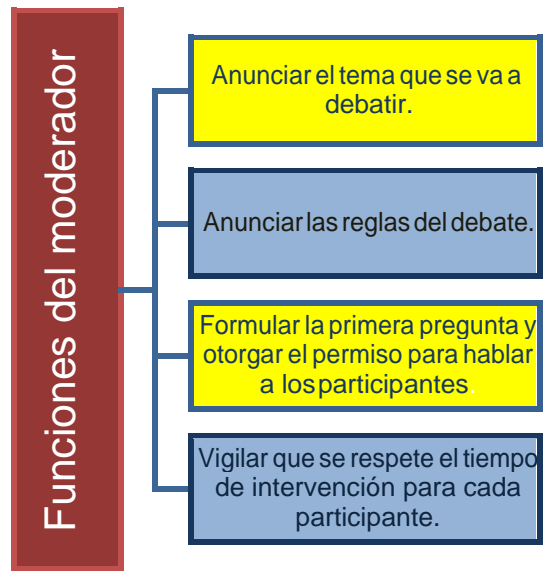 Funciones del moderador
Anunciar el tema que se va a
debatir.
Anunciar las reglas del debate.
Formular la primera pregunta y
otorgar el permiso para hablar
a los participantes.
Vigilar que se respete el tiempo
de intervención para cada
participante.